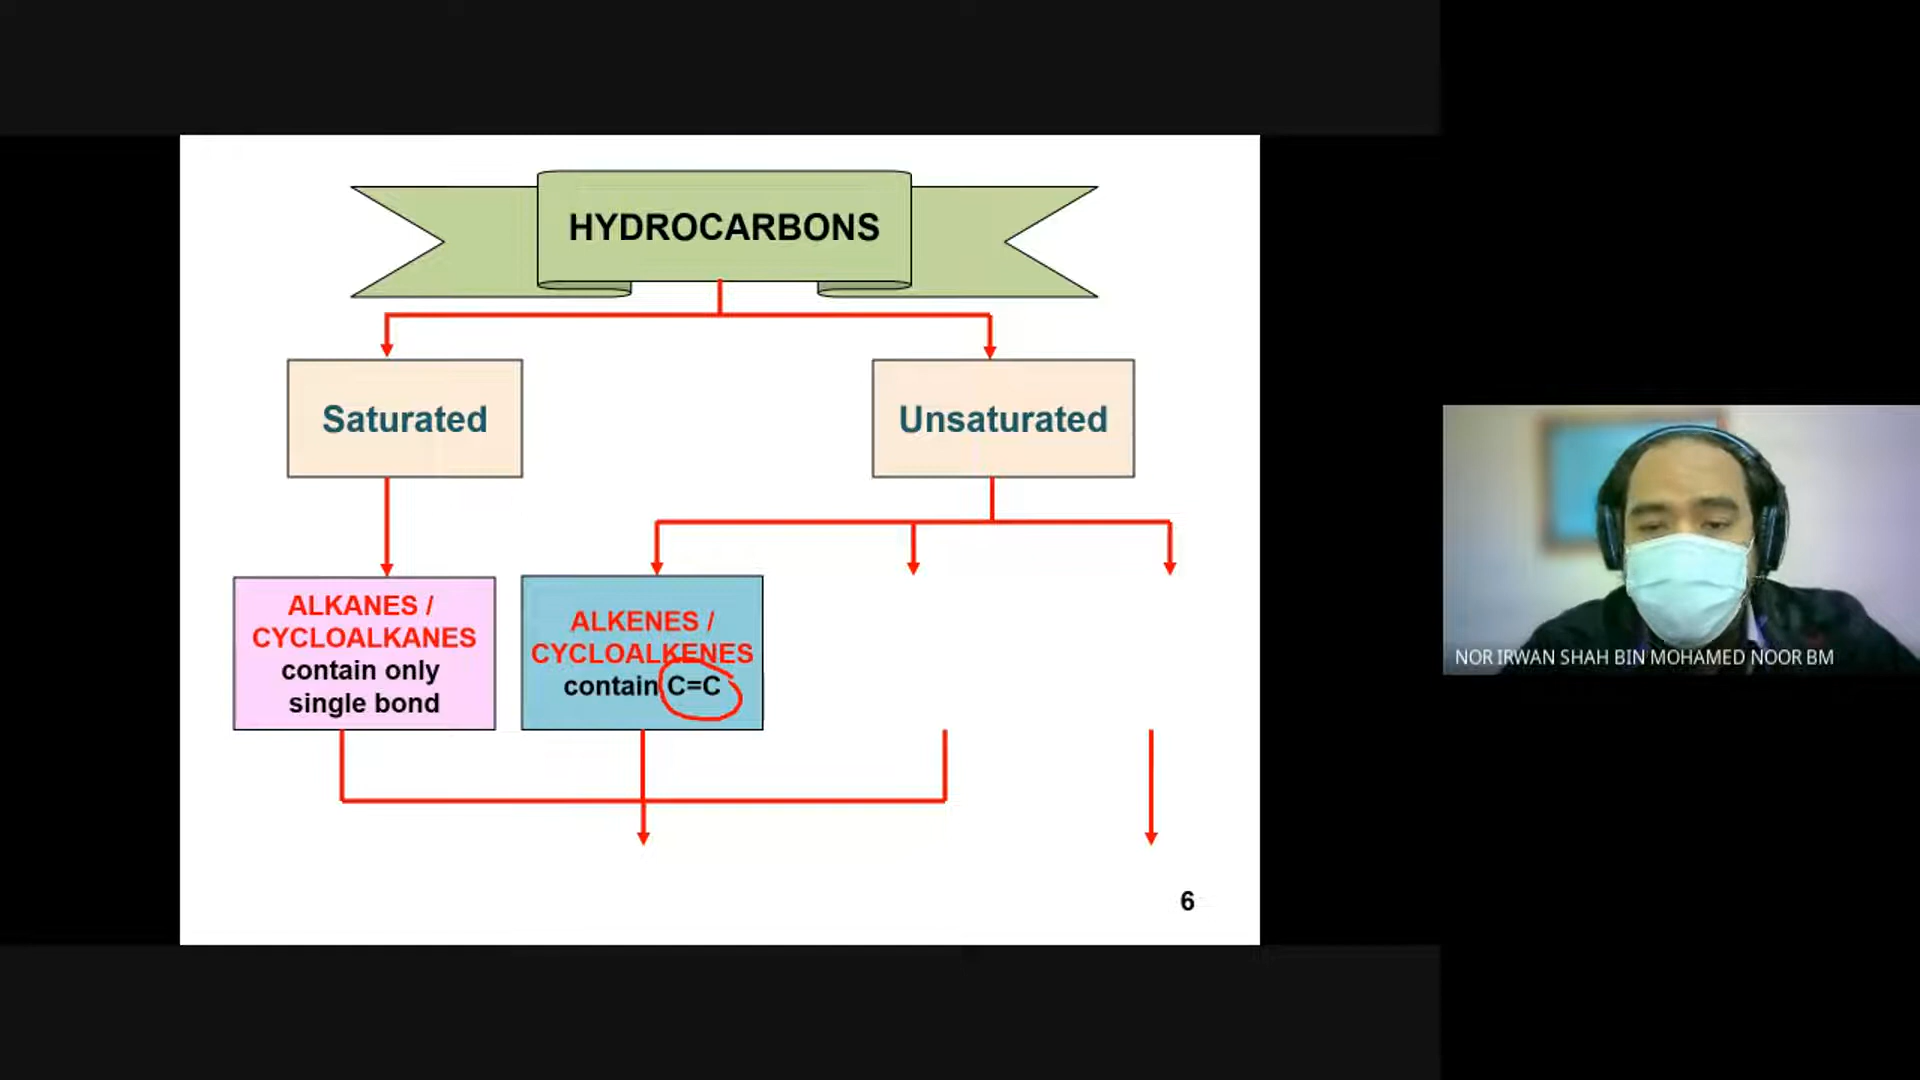 HYDROCARBONS
Saturated
Unsaturated
ALKANES /
CYCLOALKANES
contain only
single bond
ALKENES /
CYCLOALKENES
contain C=C
6
NOR IRWAN SHAH BIN MOHAMED NOOR BM